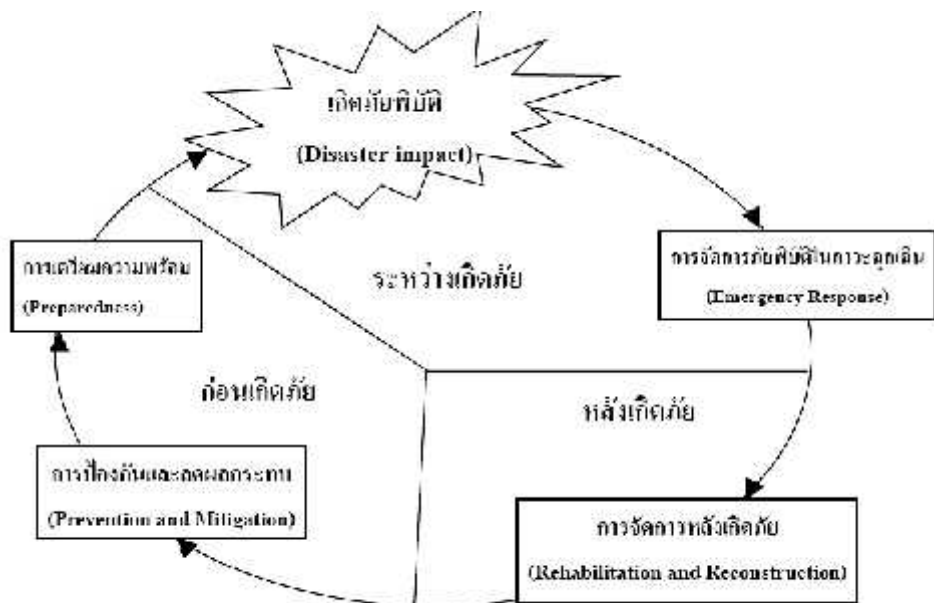 เกิดภัยพิบัติ
(Disaster impact)
การเตรียมความพร้อม
(Preparedness)
ระหว่างเกิดภัย
การจัดการภัยพิบัติในภาวะฉุกเฉิน
(Emergency Response)
ก่อนเกิดภัย
หลังเกิดภัย
การป้องกันและลดผลกระทบ
(Prevention and Mitigation)
การจัดการหลังเกิดภัย
(Rehabilitation and Reconstruction)